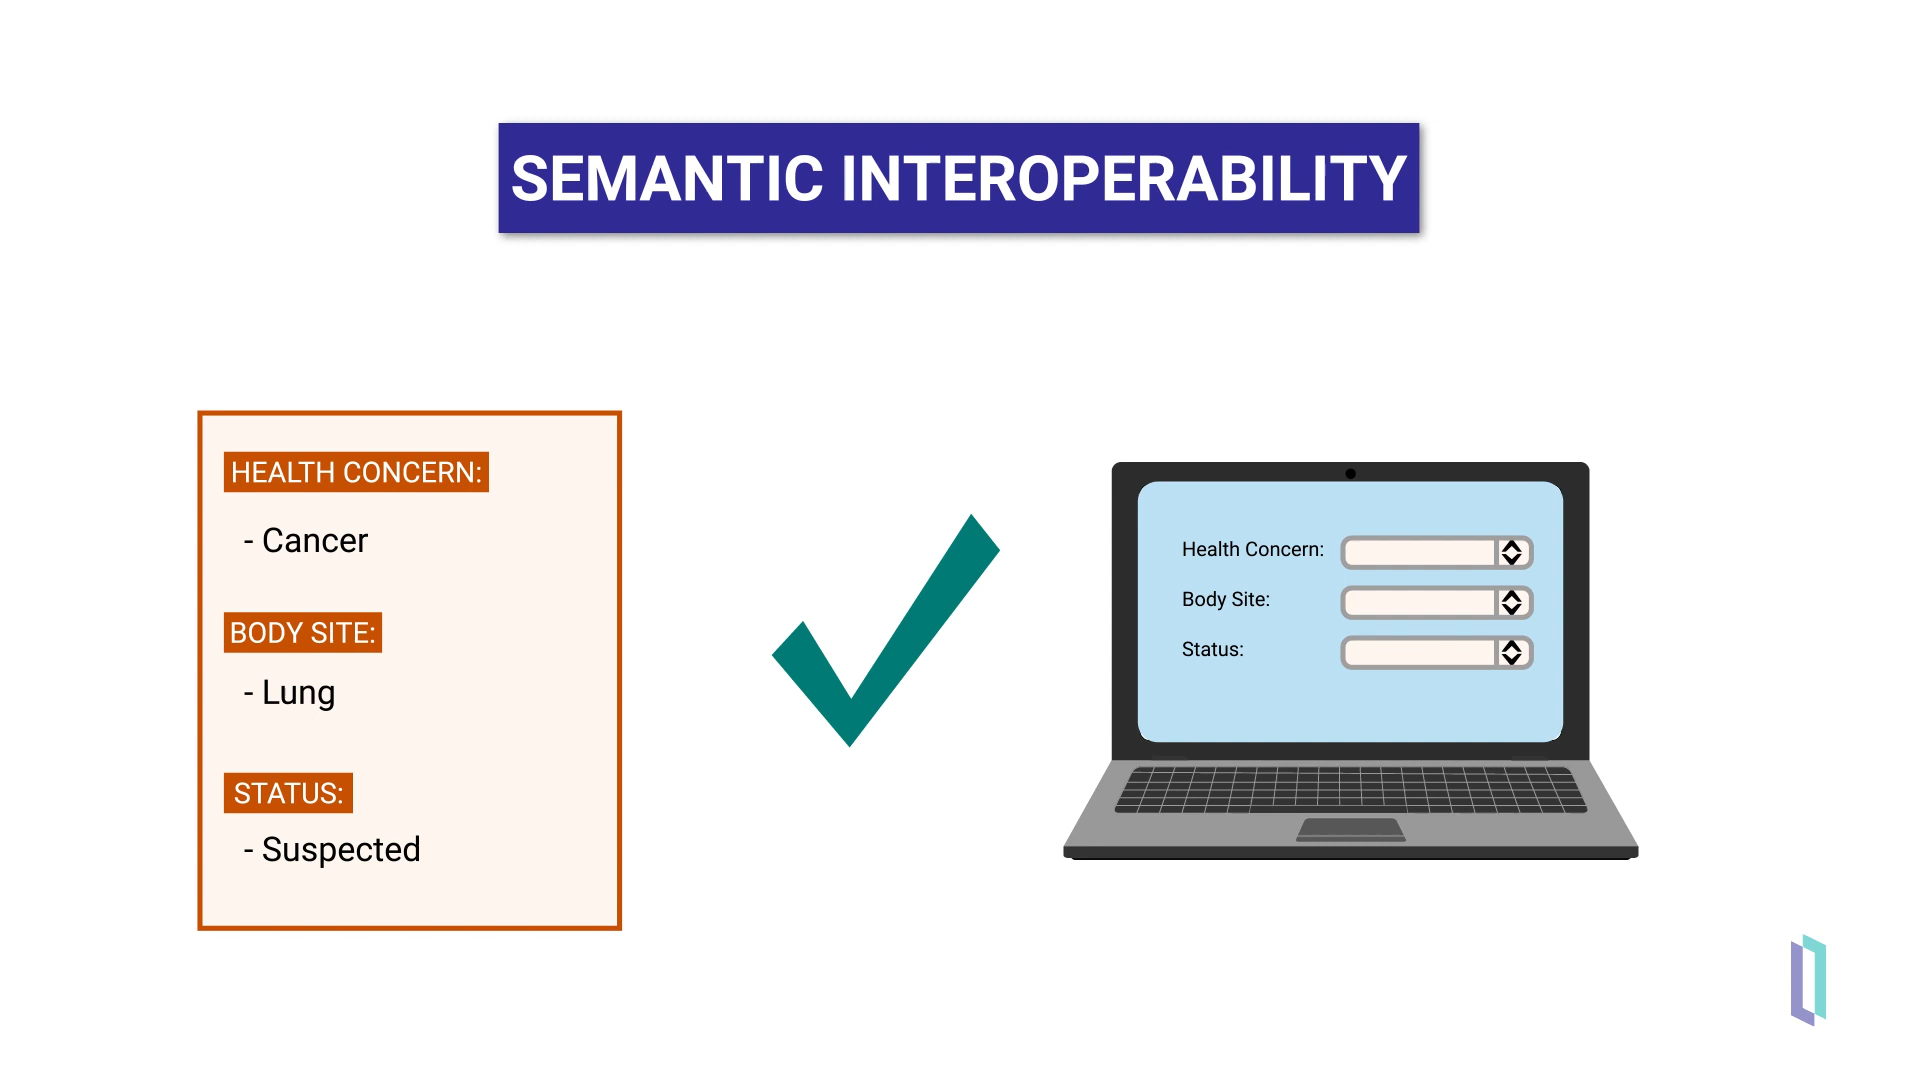 SEMANTIC INTEROPERABILITY
HEALTH CONCERN:
- Cancer
BODY SITE:
- Lung
STATUS:
- Suspected
Health Concern:
Body Site:
Status: